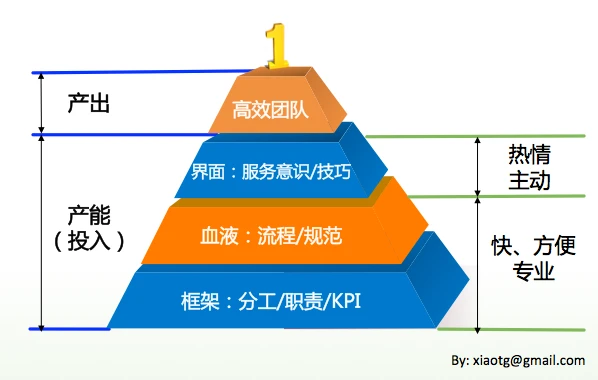 1
产出
高效团队
界面：服务意识/技巧
热情
主动
产能
（投入）
血液：流程/规范
快、方便
专业
框架：分工/职责/KPI
By: xiaotg@gmail.com